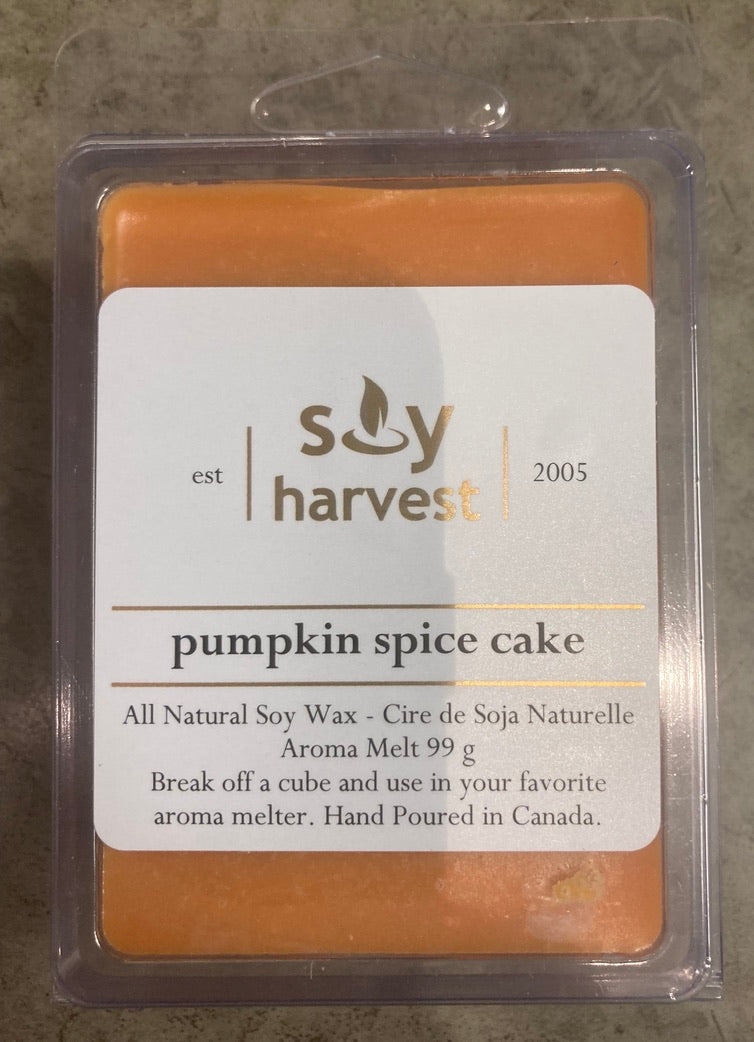 soy
est harvest 2005
pumpkin spice cake
All Natural Soy Wax - Cire de Soja Naturelle
Aroma Melt 99 g
Break off a cube and use in your favorite
aroma melter. Hand Poured in Canada.